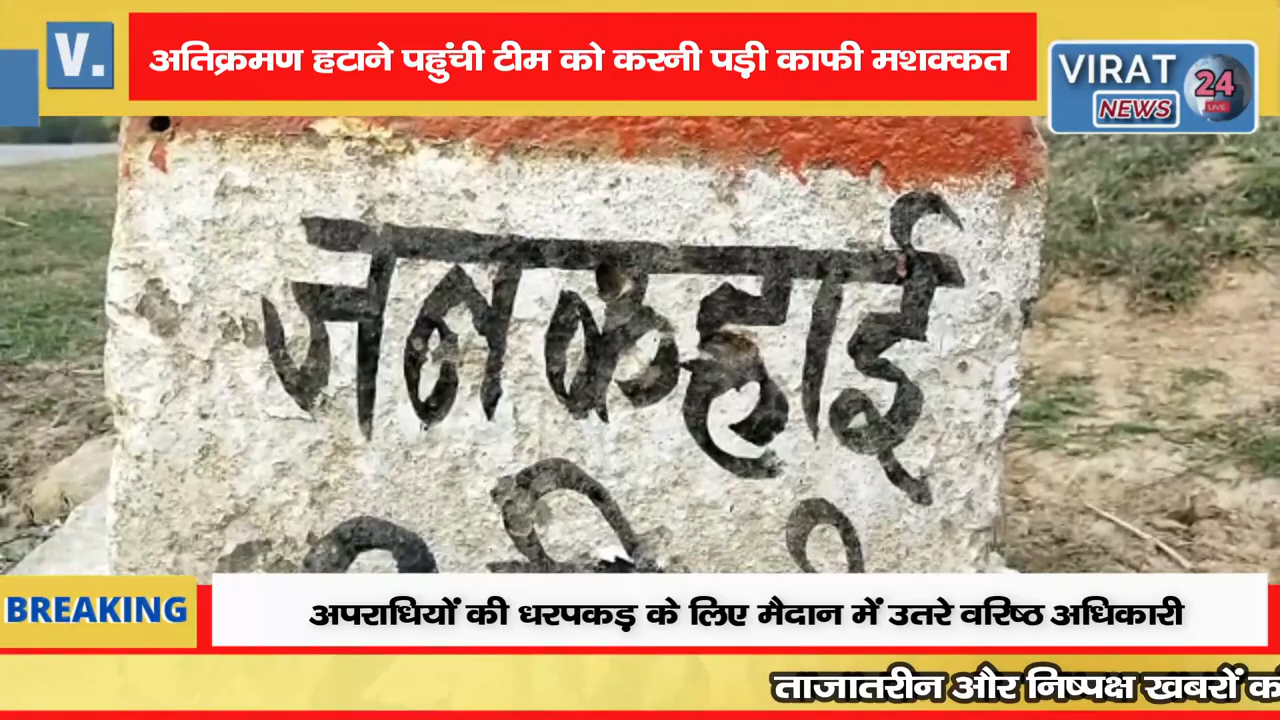 V.
अतिक्रमण हटाने पहुंची टीम को करनी पड़ी काफी मशक्कत
VIRAT
24
LIVE
NEWS
जनकहाई
BREAKING
अपराधियों की धरपकड़ के लिए मैदान में उतरे वरिष्ठ अधिकारी
ताजातरीन और निष्पक्ष खबरों